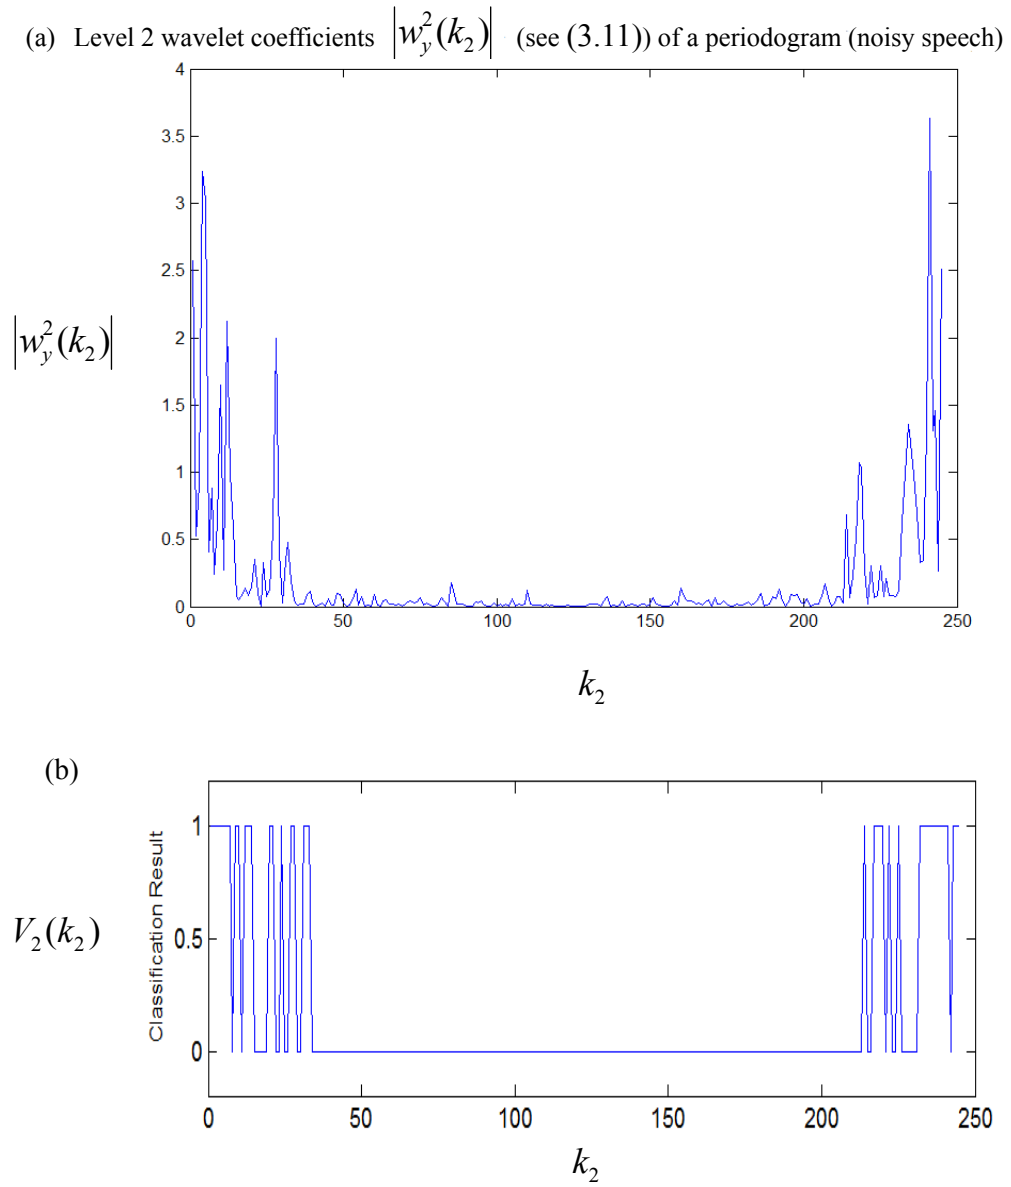 (a) Level 2 wavelet coefficients |w_y^2(k_2)| (see (3.11)) of a periodogram (noisy speech)
4
3.5
3
2.5
2
1.5
1
0.5
0
|w_y^2(k_2)|
0 50 100 150 200 250
k_2
(b)
1
0.5
0
Classification Result
V_2(k_2)
0 50 100 150 200 250
k_2